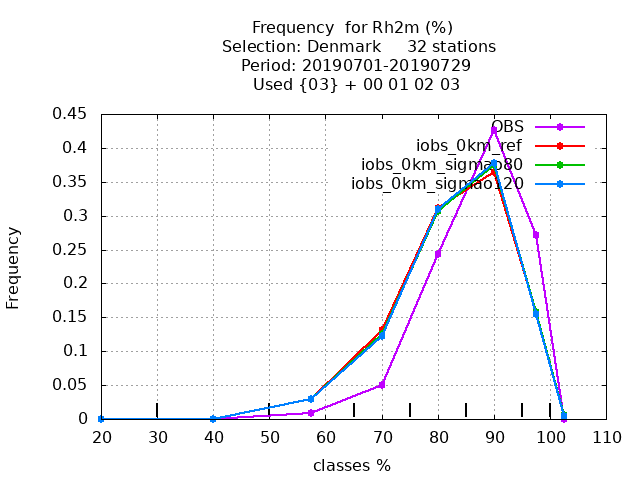 Frequency  for Rh2m (%)
Selection: Denmark     32 stations
Period: 20190701-20190729
Used {03} + 00 01 02 03
0.45
0.4
0.35
0.3
0.25
0.2
0.15
0.1
0.05
0
Frequency
OBS
iobs_0km_ref
iobs_0km_sigmao80
iobs_0km_sigmao120
20 30 40 50 60 70 80 90 100 110
classes %